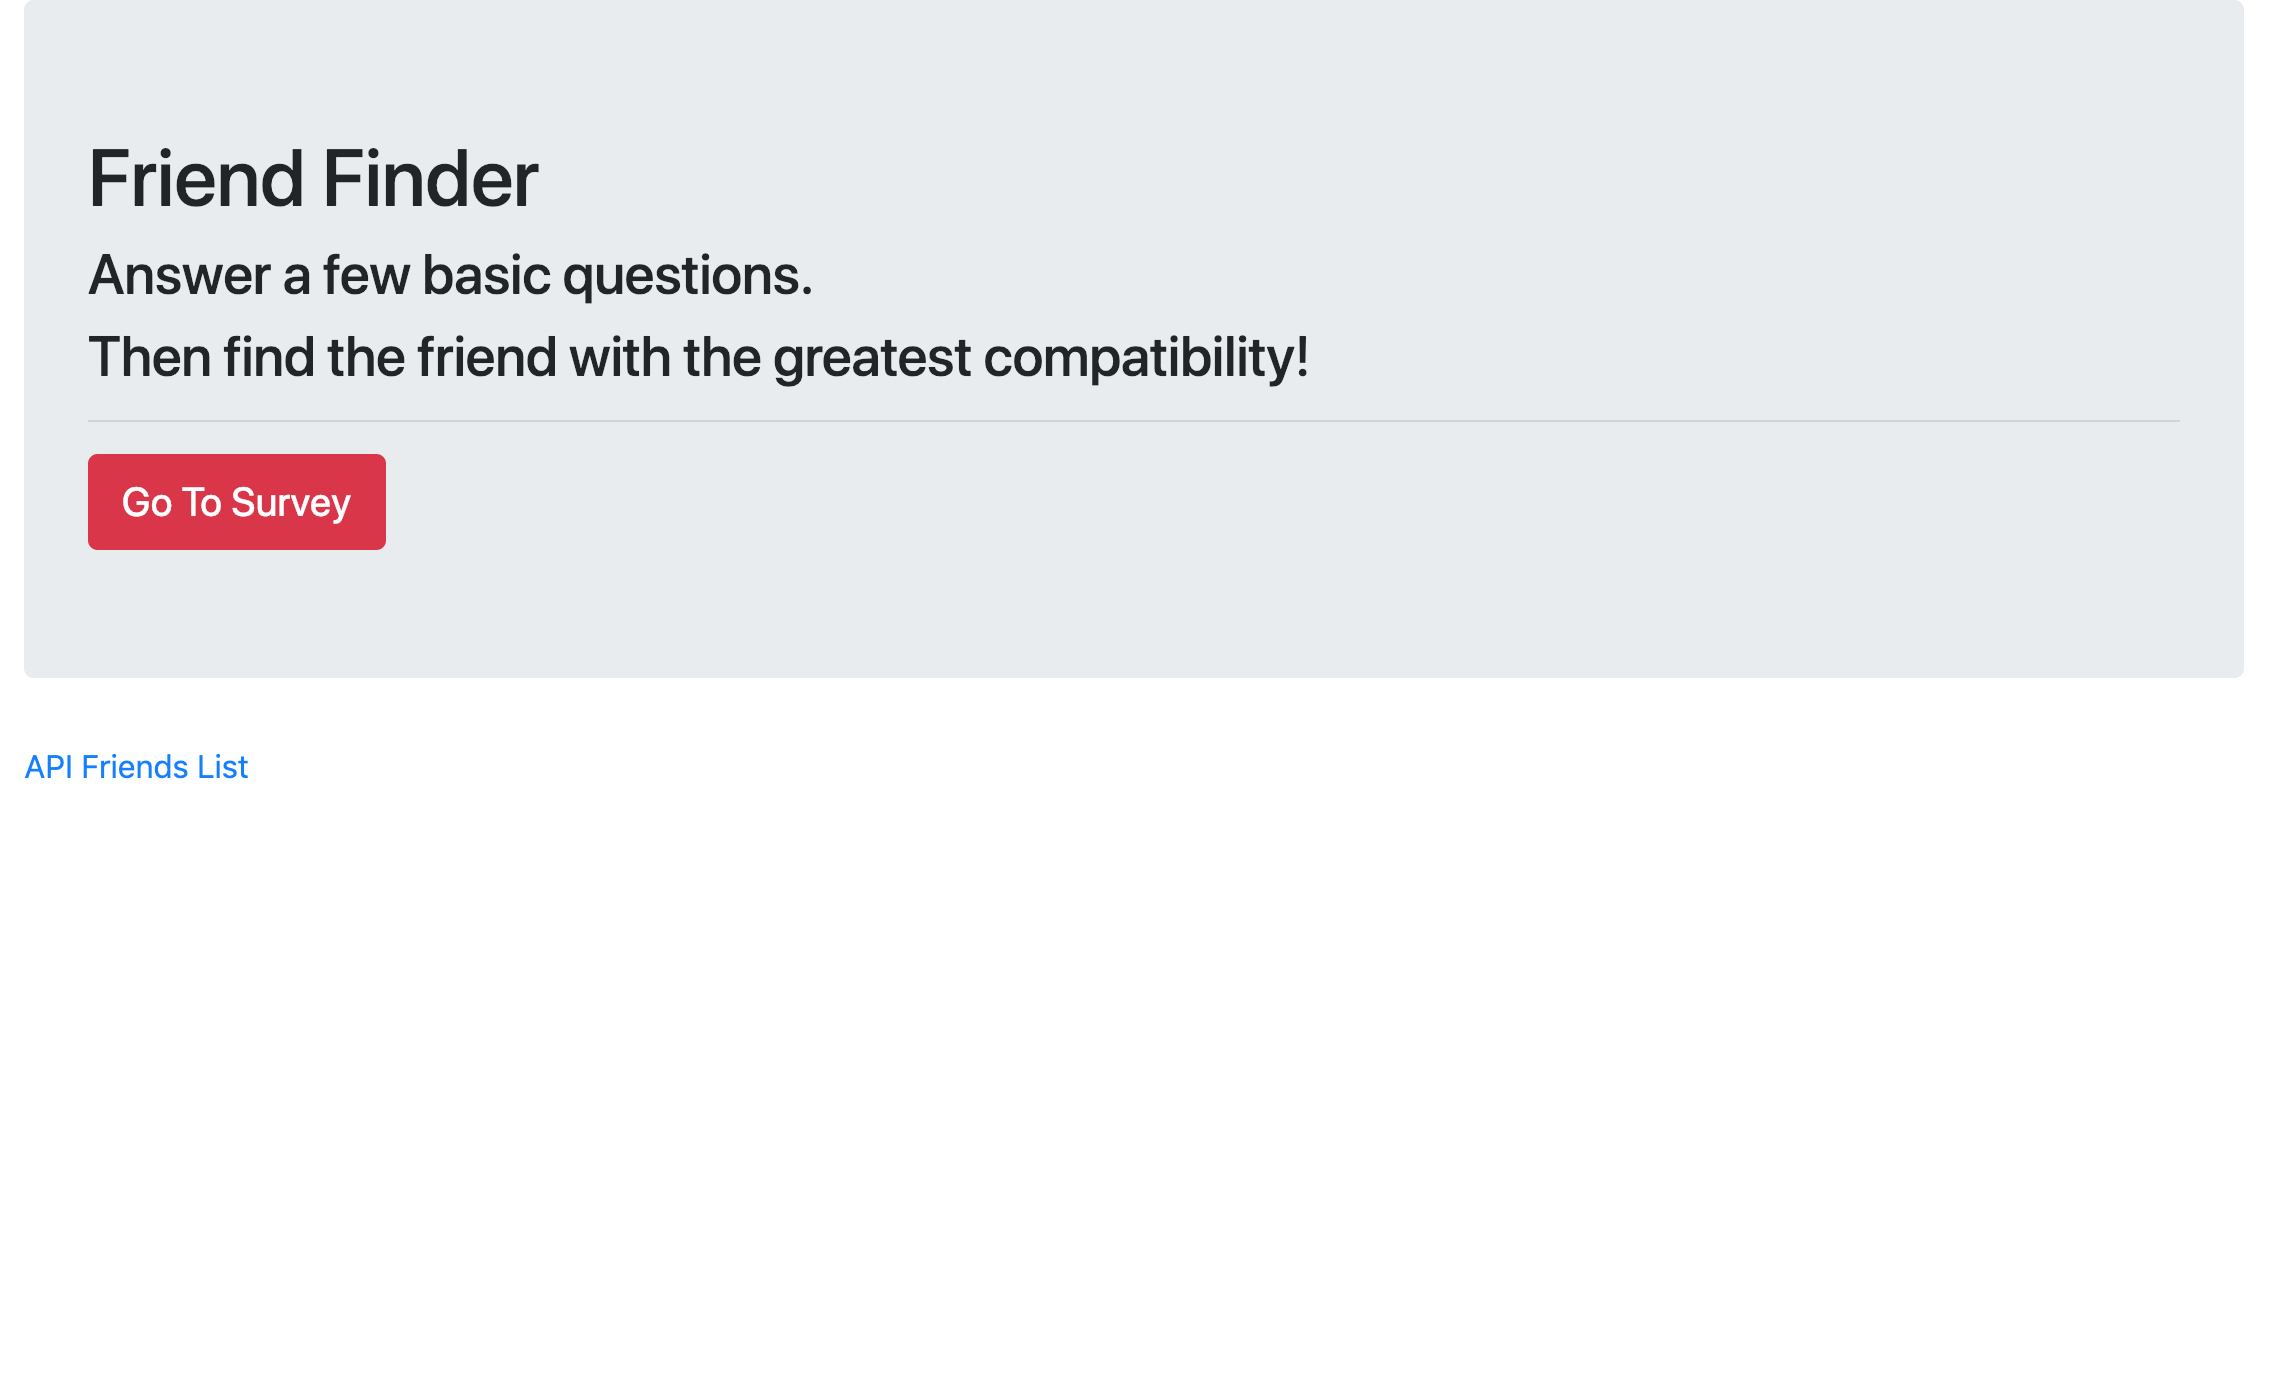 Friend Finder
Answer a few basic questions.
Then find the friend with the greatest compatibility!
Go To Survey
API Friends List